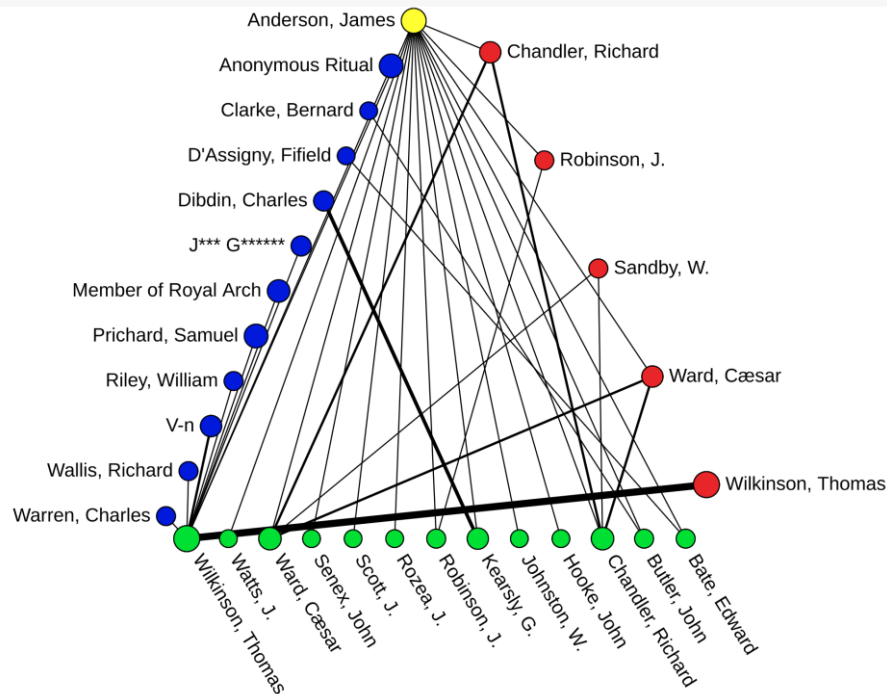 Anderson, James
Chandler, Richard
Anonymous Ritual
Clarke, Bernard
D'Assigny, Fifield
Robinson, J.
Dibdin, Charles
J*** G******
Sandby, W.
Member of Royal Arch
Prichard, Samuel
Riley, William
Ward, Cæsar
V-n
Wallis, Richard
Wilkinson, Thomas
Warren, Charles
Wilkinson, Thomas
Watts, J.
Ward, Cæsar
Senex, John
Scott, J.
Rozea, J.
Robinson, J.
Kearsly, G.
Johnston, W.
Hooke, John
Chandler, Richard
Butler, John
Bate, Edward